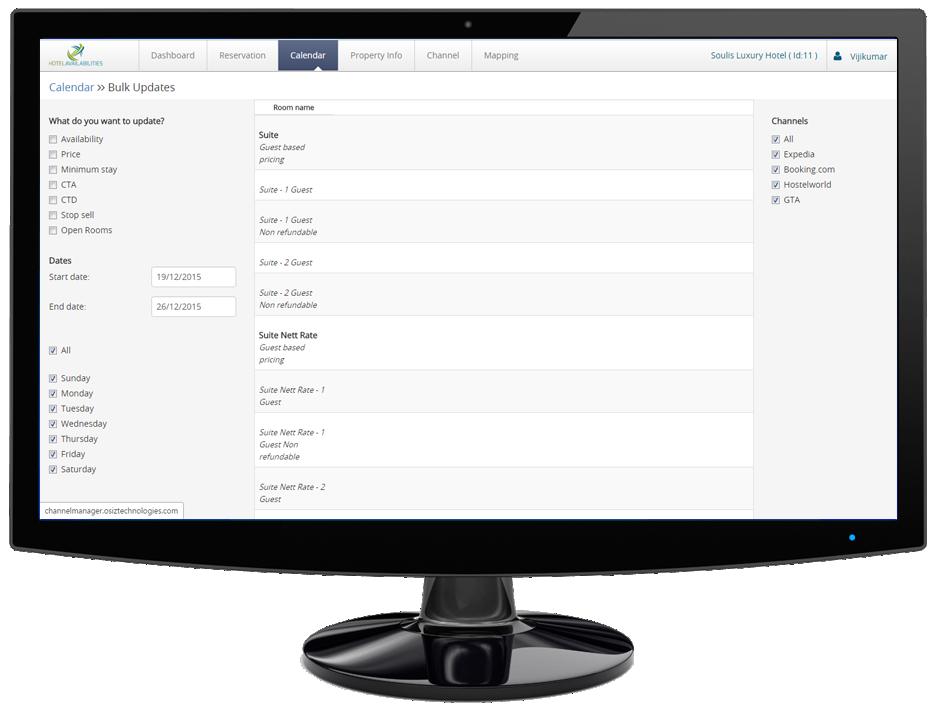 HOTELAVAILABILITIES
Dashboard
Reservation
Calendar
Property Info
Channel
Mapping
Soulis Luxury Hotel ( Id:11 )
Vijikumar
Calendar >> Bulk Updates
What do you want to update?
Availability
Price
Minimum stay
CTA
CTD
Stop sell
Open Rooms
Dates
Start date:
19/12/2015
End date:
26/12/2015
All
Sunday
Monday
Tuesday
Wednesday
Thursday
Friday
Saturday
channelmanager.osiztechnologies.com
Room name
Suite
Guest based
pricing
Suite - 1 Guest
Suite - 1 Guest
Non refundable
Suite - 2 Guest
Suite - 2 Guest
Non refundable
Suite Nett Rate
Guest based
pricing
Suite Nett Rate - 1
Guest
Suite Nett Rate - 1
Guest Non
refundable
Suite Nett Rate - 2
Guest
Channels
All
Expedia
Booking.com
Hostelworld
GTA